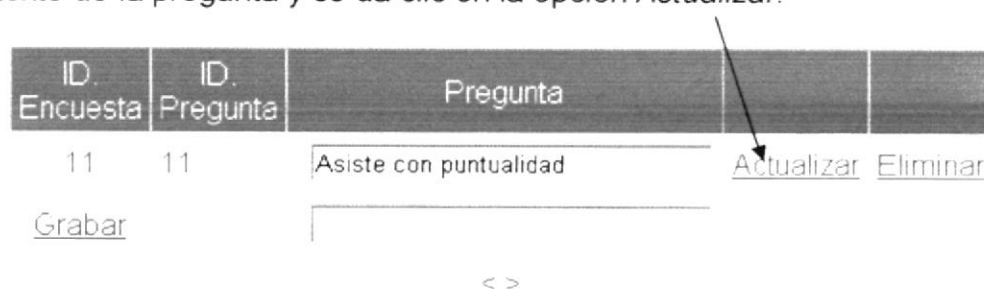 de la pregunta y se da clic en la opción Actualizar.
ID. Encuesta ID. Pregunta Pregunta
11 11 Asiste con puntualidad Actualizar Eliminar
Grabar
< >